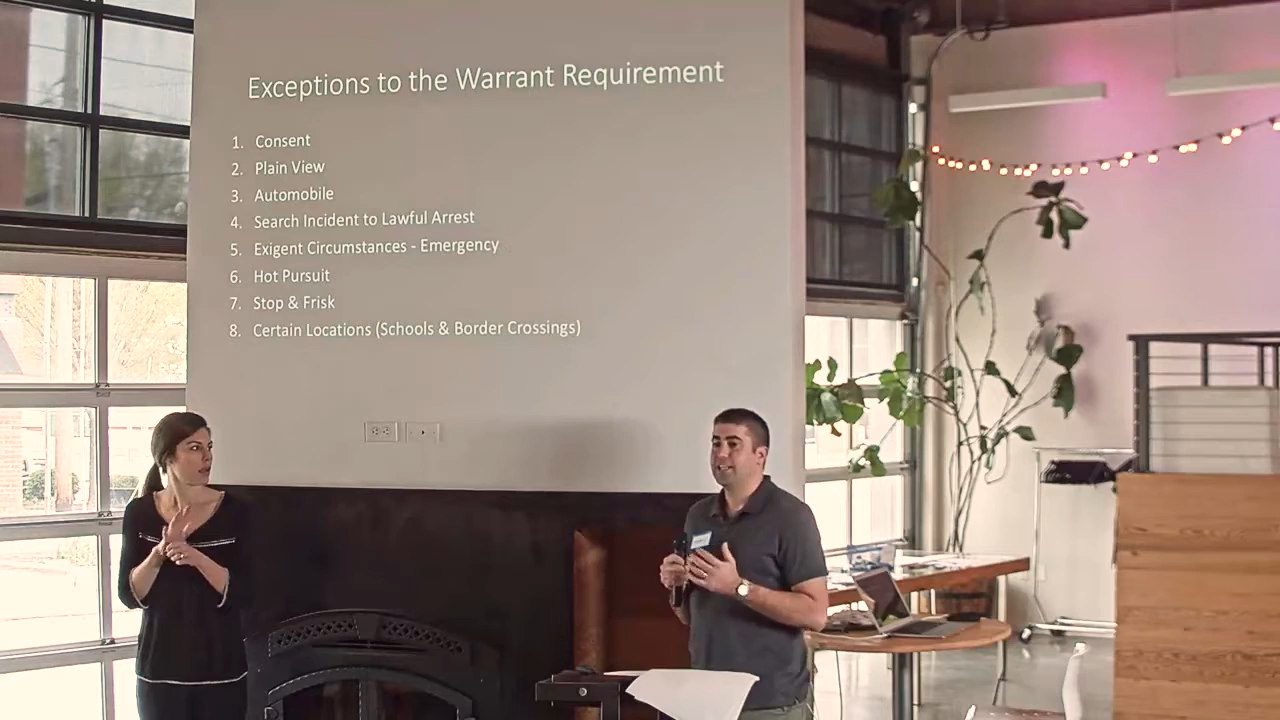 Exceptions to the Warrant Requirement
1. Consent
2. Plain View
3. Automobile
4. Search Incident to Lawful Arrest
5. Exigent Circumstances - Emergency
6. Hot Pursuit
7. Stop & Frisk
8. Certain Locations (Schools & Border Crossings)